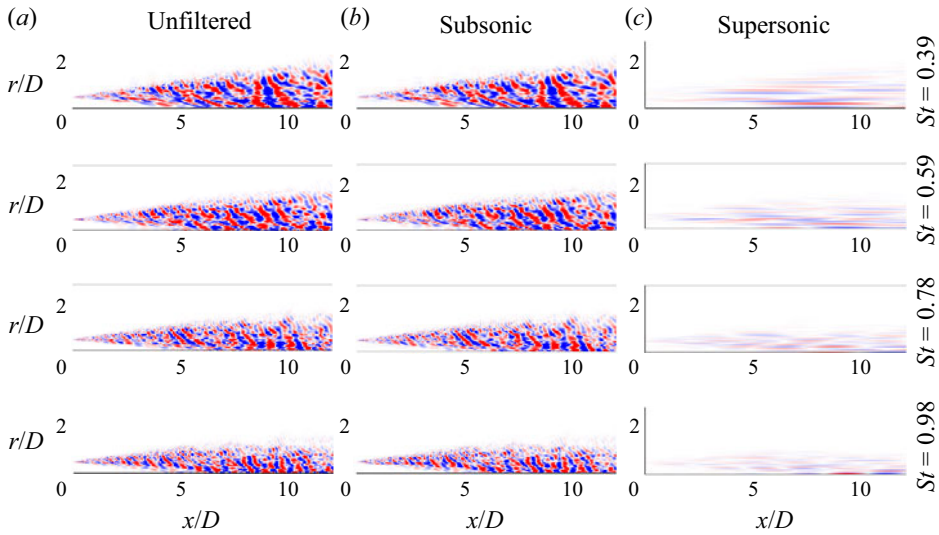 (a) Unfiltered (b) Subsonic (c) Supersonic
2 2 2
r/D St = 0.39
0 5 10 0 5 10 0 5 10
2 2 2
r/D St = 0.59
0 5 10 0 5 10 0 5 10
2 2 2
r/D St = 0.78
0 5 10 0 5 10 0 5 10
2 2 2
r/D St = 0.98
0 5 10 0 5 10 0 5 10
x/D x/D x/D